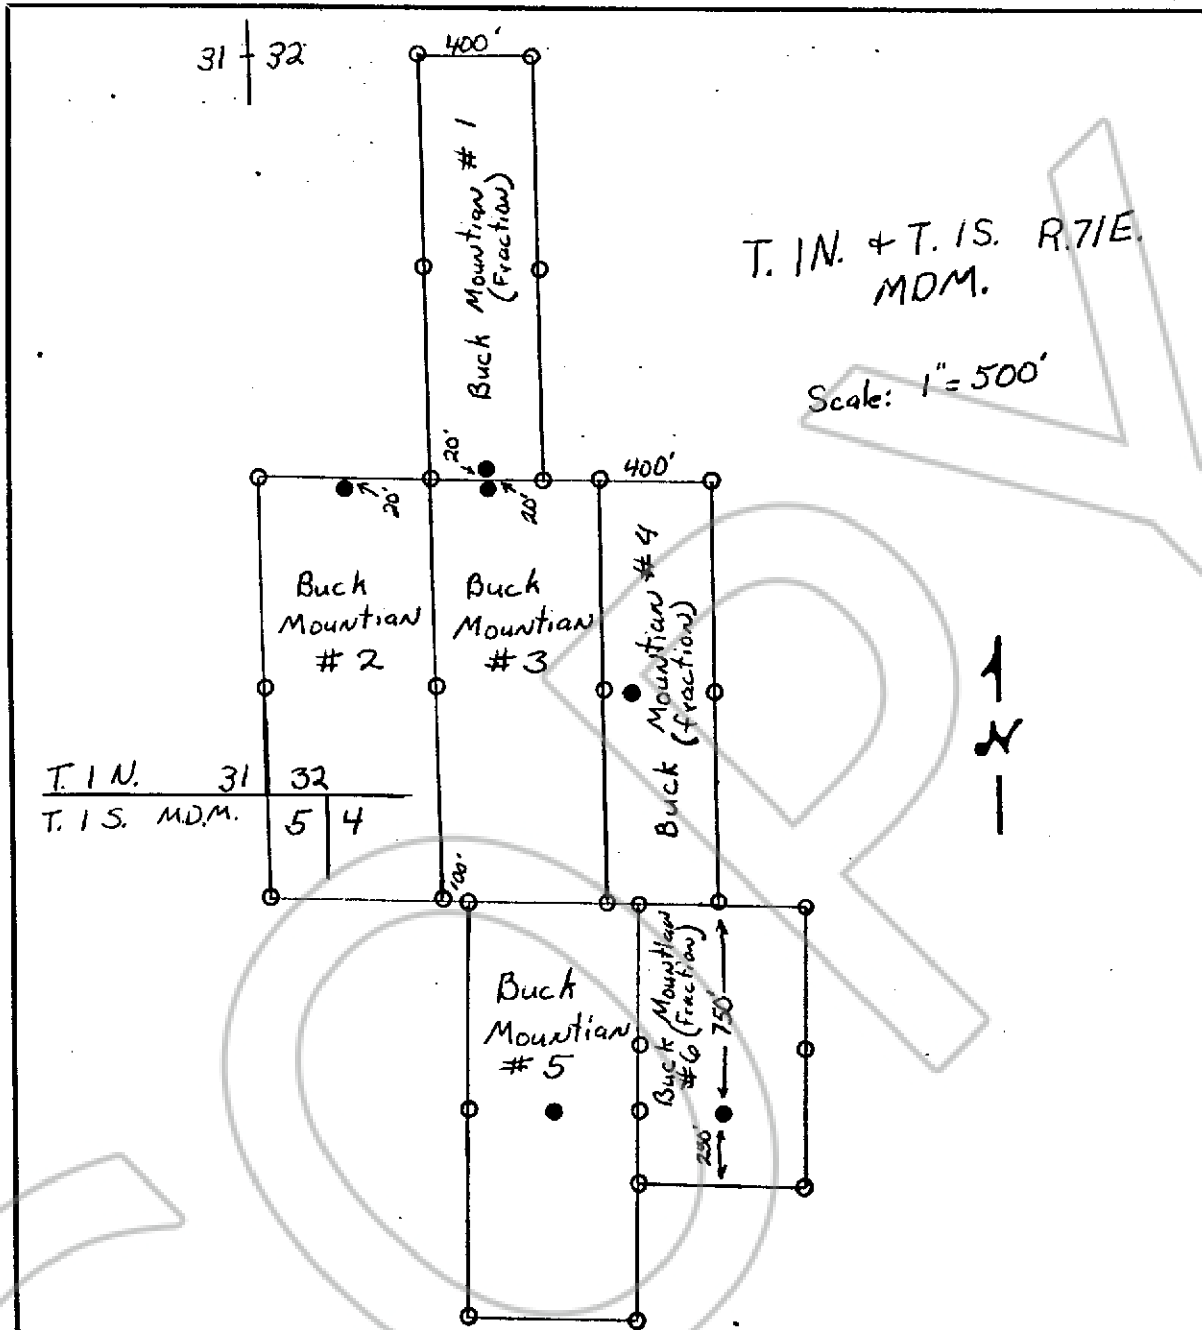 31 32
400'
Buck Mountian # 1
(Fraction)
T. 1N. + T. 1S. R.71E.
MDM.
Scale: 1"=500'
20'
20'
20'
400'
Buck
Mountian
# 2
Buck
Mountian
# 3
Buck Mountian # 4
(fraction)
N
T. 1 N. 31 32
T. 1 S. M.D.M. 5 4
100'
Buck
Mountian
# 5
Buck Mountian
#6 (Fraction)
750'
250'
COPY